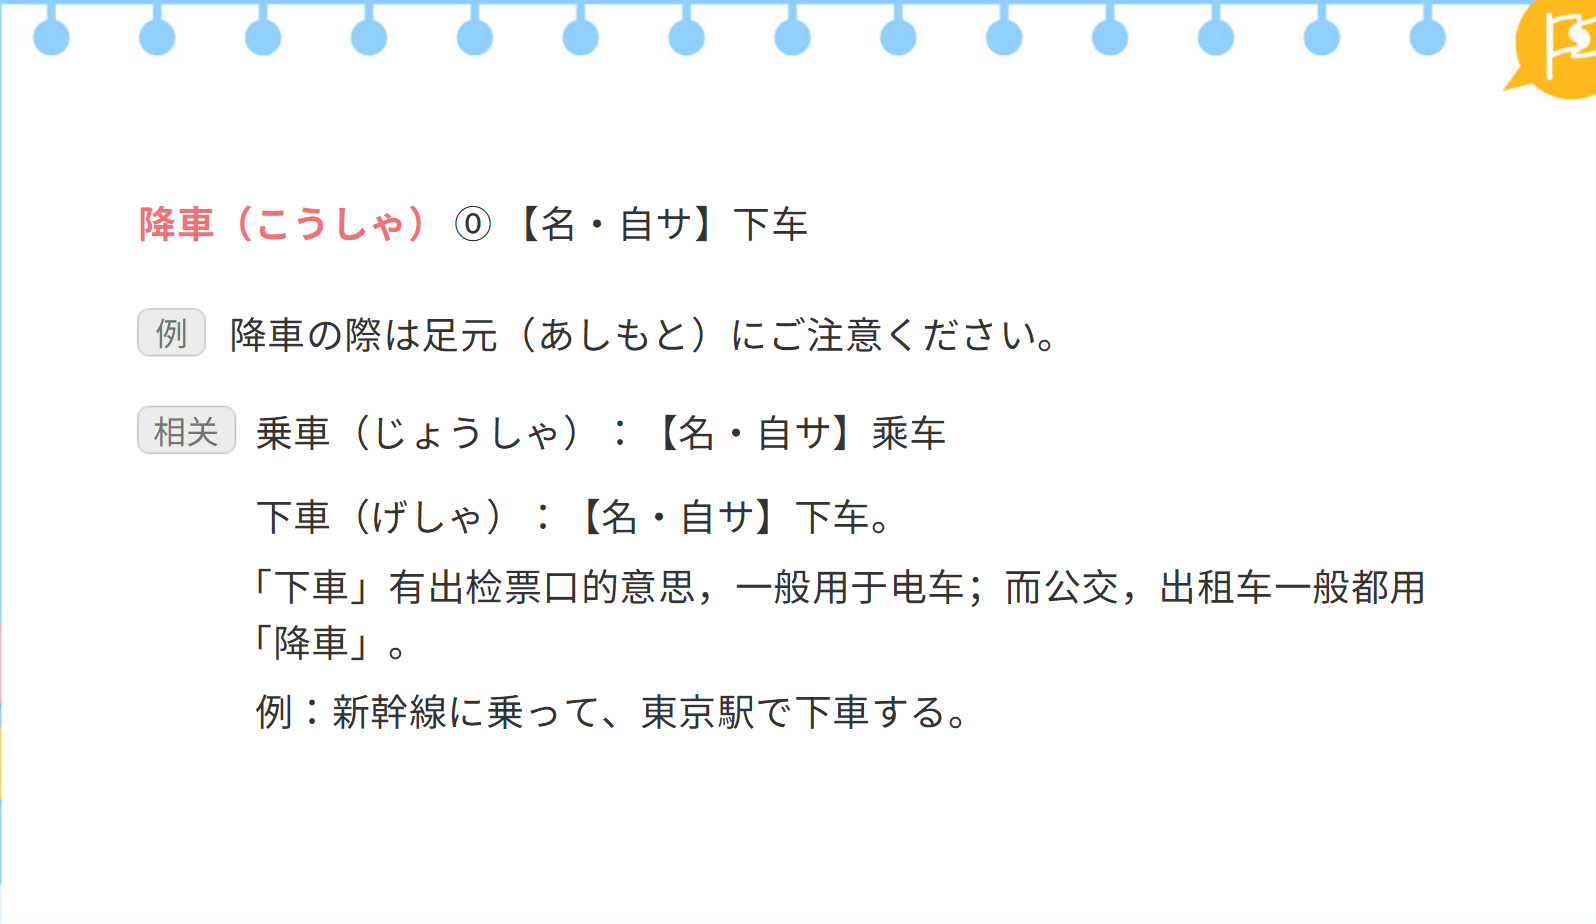 降車（こうしゃ） ⓪ 【名・自サ】下车
例 降車の際は足元（あしもと）にご注意ください。
相关 乗車（じょうしゃ）：【名・自サ】乘车
下車（げしゃ）：【名・自サ】下车。
「下車」有出检票口的意思，一般用于电车；而公交，出租车一般都用
「降車」。
例：新幹線に乗って、東京駅で下車する。